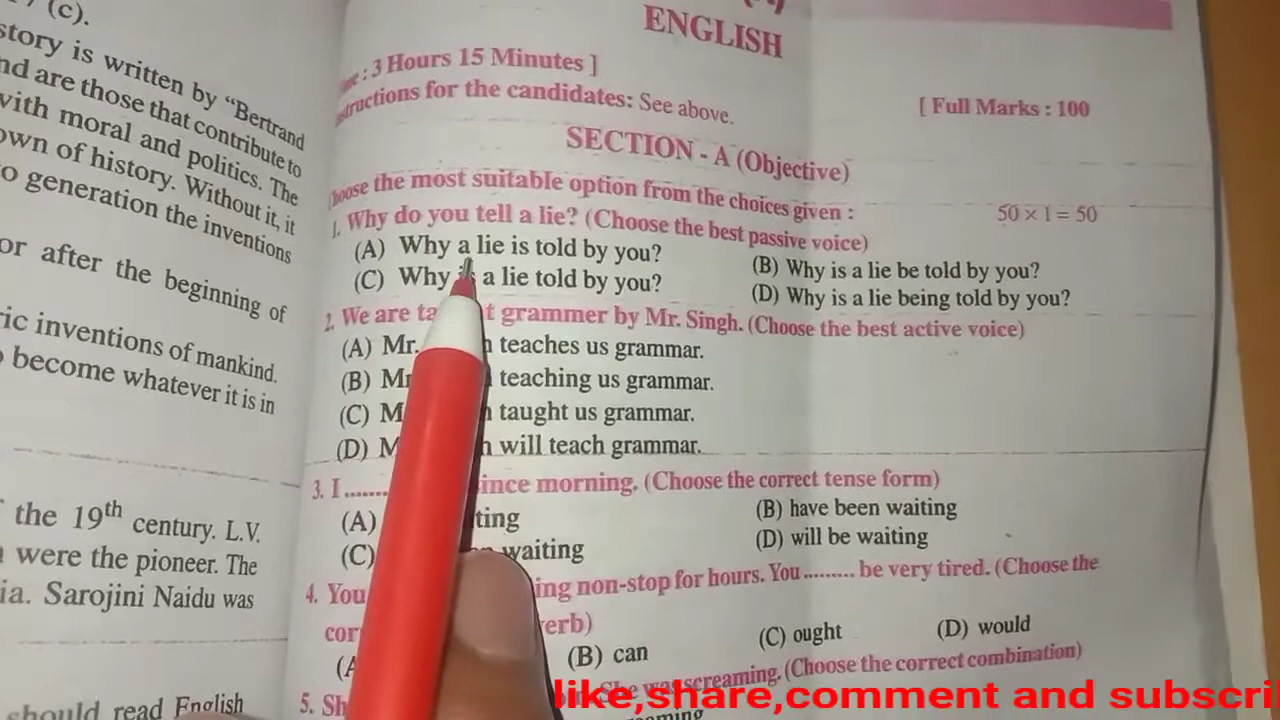 (c).
story is written by “Bertrand
nd are those that contribute to
with moral and politics. The
own of history. Without it, it
o generation the inventions
or after the beginning of
ric inventions of mankind.
become whatever it is in
the 19th century. L.V.
were the pioneer. The
ia. Sarojini Naidu was
should read English
ENGLISH
: 3 Hours 15 Minutes ]
structions for the candidates: See above.
[ Full Marks : 100
SECTION - A (Objective)
hoose the most suitable option from the choices given :
50 × 1 = 50
1. Why do you tell a lie? (Choose the best passive voice)
(A) Why a lie is told by you?
(B) Why is a lie be told by you?
(C) Why a lie told by you?
(D) Why is a lie being told by you?
2. We are ta t grammer by Mr. Singh. (Choose the best active voice)
(A) Mr. teaches us grammar.
(B) M teaching us grammar.
(C) M taught us grammar.
(D) M will teach grammar.
3. I ....... ince morning. (Choose the correct tense form)
(A) ting
(B) have been waiting
(C) waiting
(D) will be waiting
4. You ing non-stop for hours. You ......... be very tired. (Choose the
cor erb)
(B) can
(C) ought
(D) would
5. Sh She was screaming. (Choose the correct combination)
like,share,comment and subscri